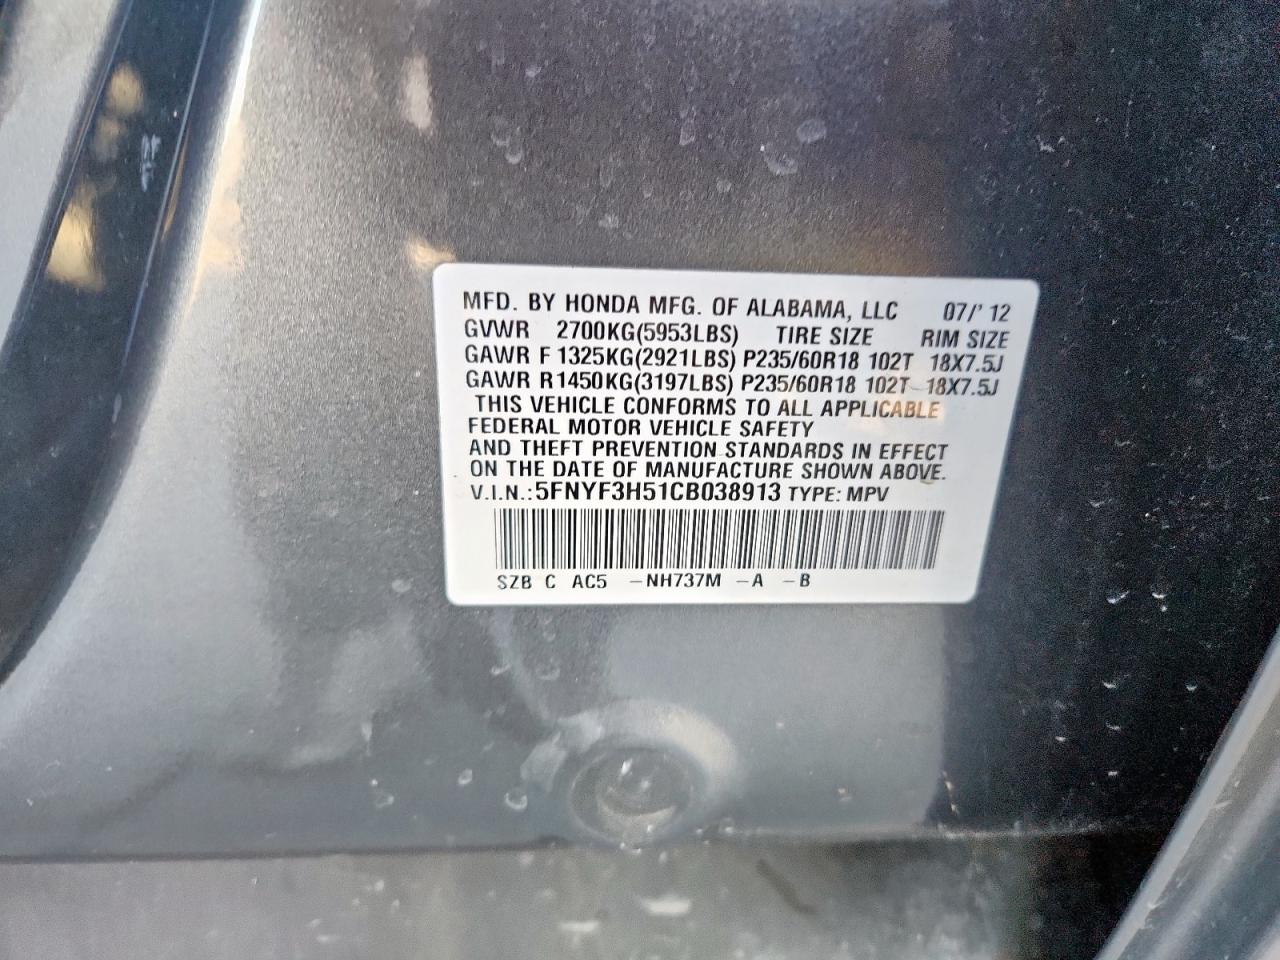 MFD. BY HONDA MFG. OF ALABAMA, LLC 07/'12
GVWR 2700KG(5953LBS) TIRE SIZE RIM SIZE
GAWR F 1325KG(2921LBS) P235/60R18 102T 18X7.5J
GAWR R1450KG(3197LBS) P235/60R18 102T 18X7.5J
THIS VEHICLE CONFORMS TO ALL APPLICABLE
FEDERAL MOTOR VEHICLE SAFETY
AND THEFT PREVENTION STANDARDS IN EFFECT
ON THE DATE OF MANUFACTURE SHOWN ABOVE.
V.I.N.:5FNYF3H51CB038913 TYPE: MPV
SZB C AC5 -NH737M -A -B